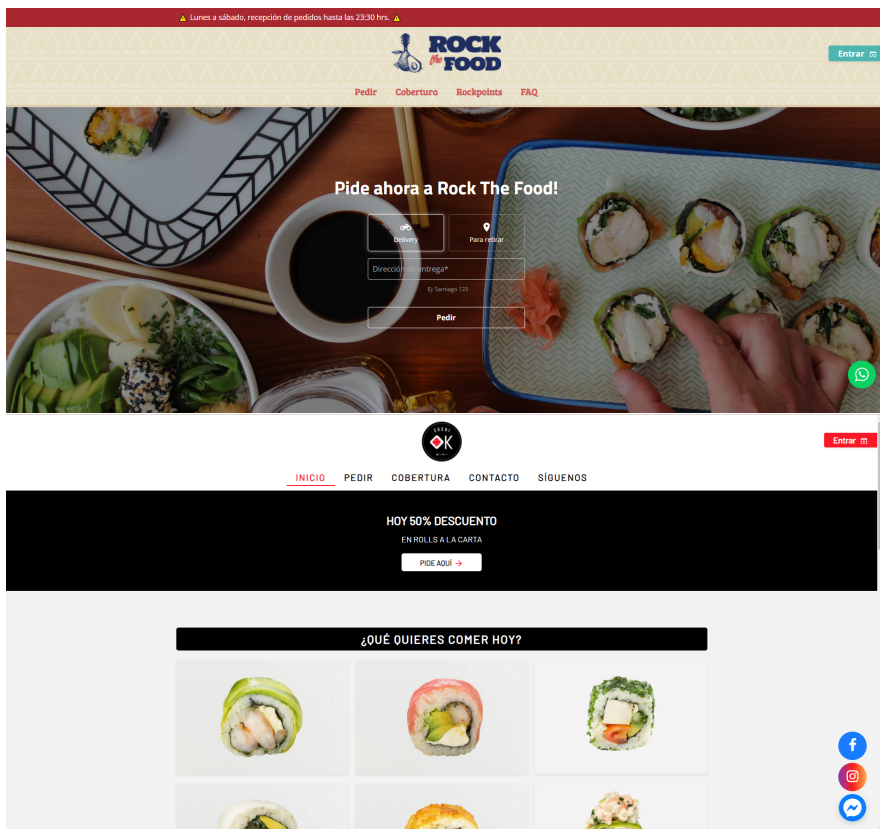 ⚠ Lunes a sábado, recepción de pedidos hasta las 23:30 hrs. ⚠
ROCK
the FOOD
Entrar
Pedir Cobertura Rockpoints FAQ
Pide ahora a Rock The Food!
Delivery Para retirar
Dirección de entrega*
Ej: Santiago 123
Pedir
SUSHI
OK
Entrar
INICIO PEDIR COBERTURA CONTACTO SÍGUENOS
HOY 50% DESCUENTO
EN ROLLS A LA CARTA
PIDE AQUÍ →
¿QUÉ QUIERES COMER HOY?